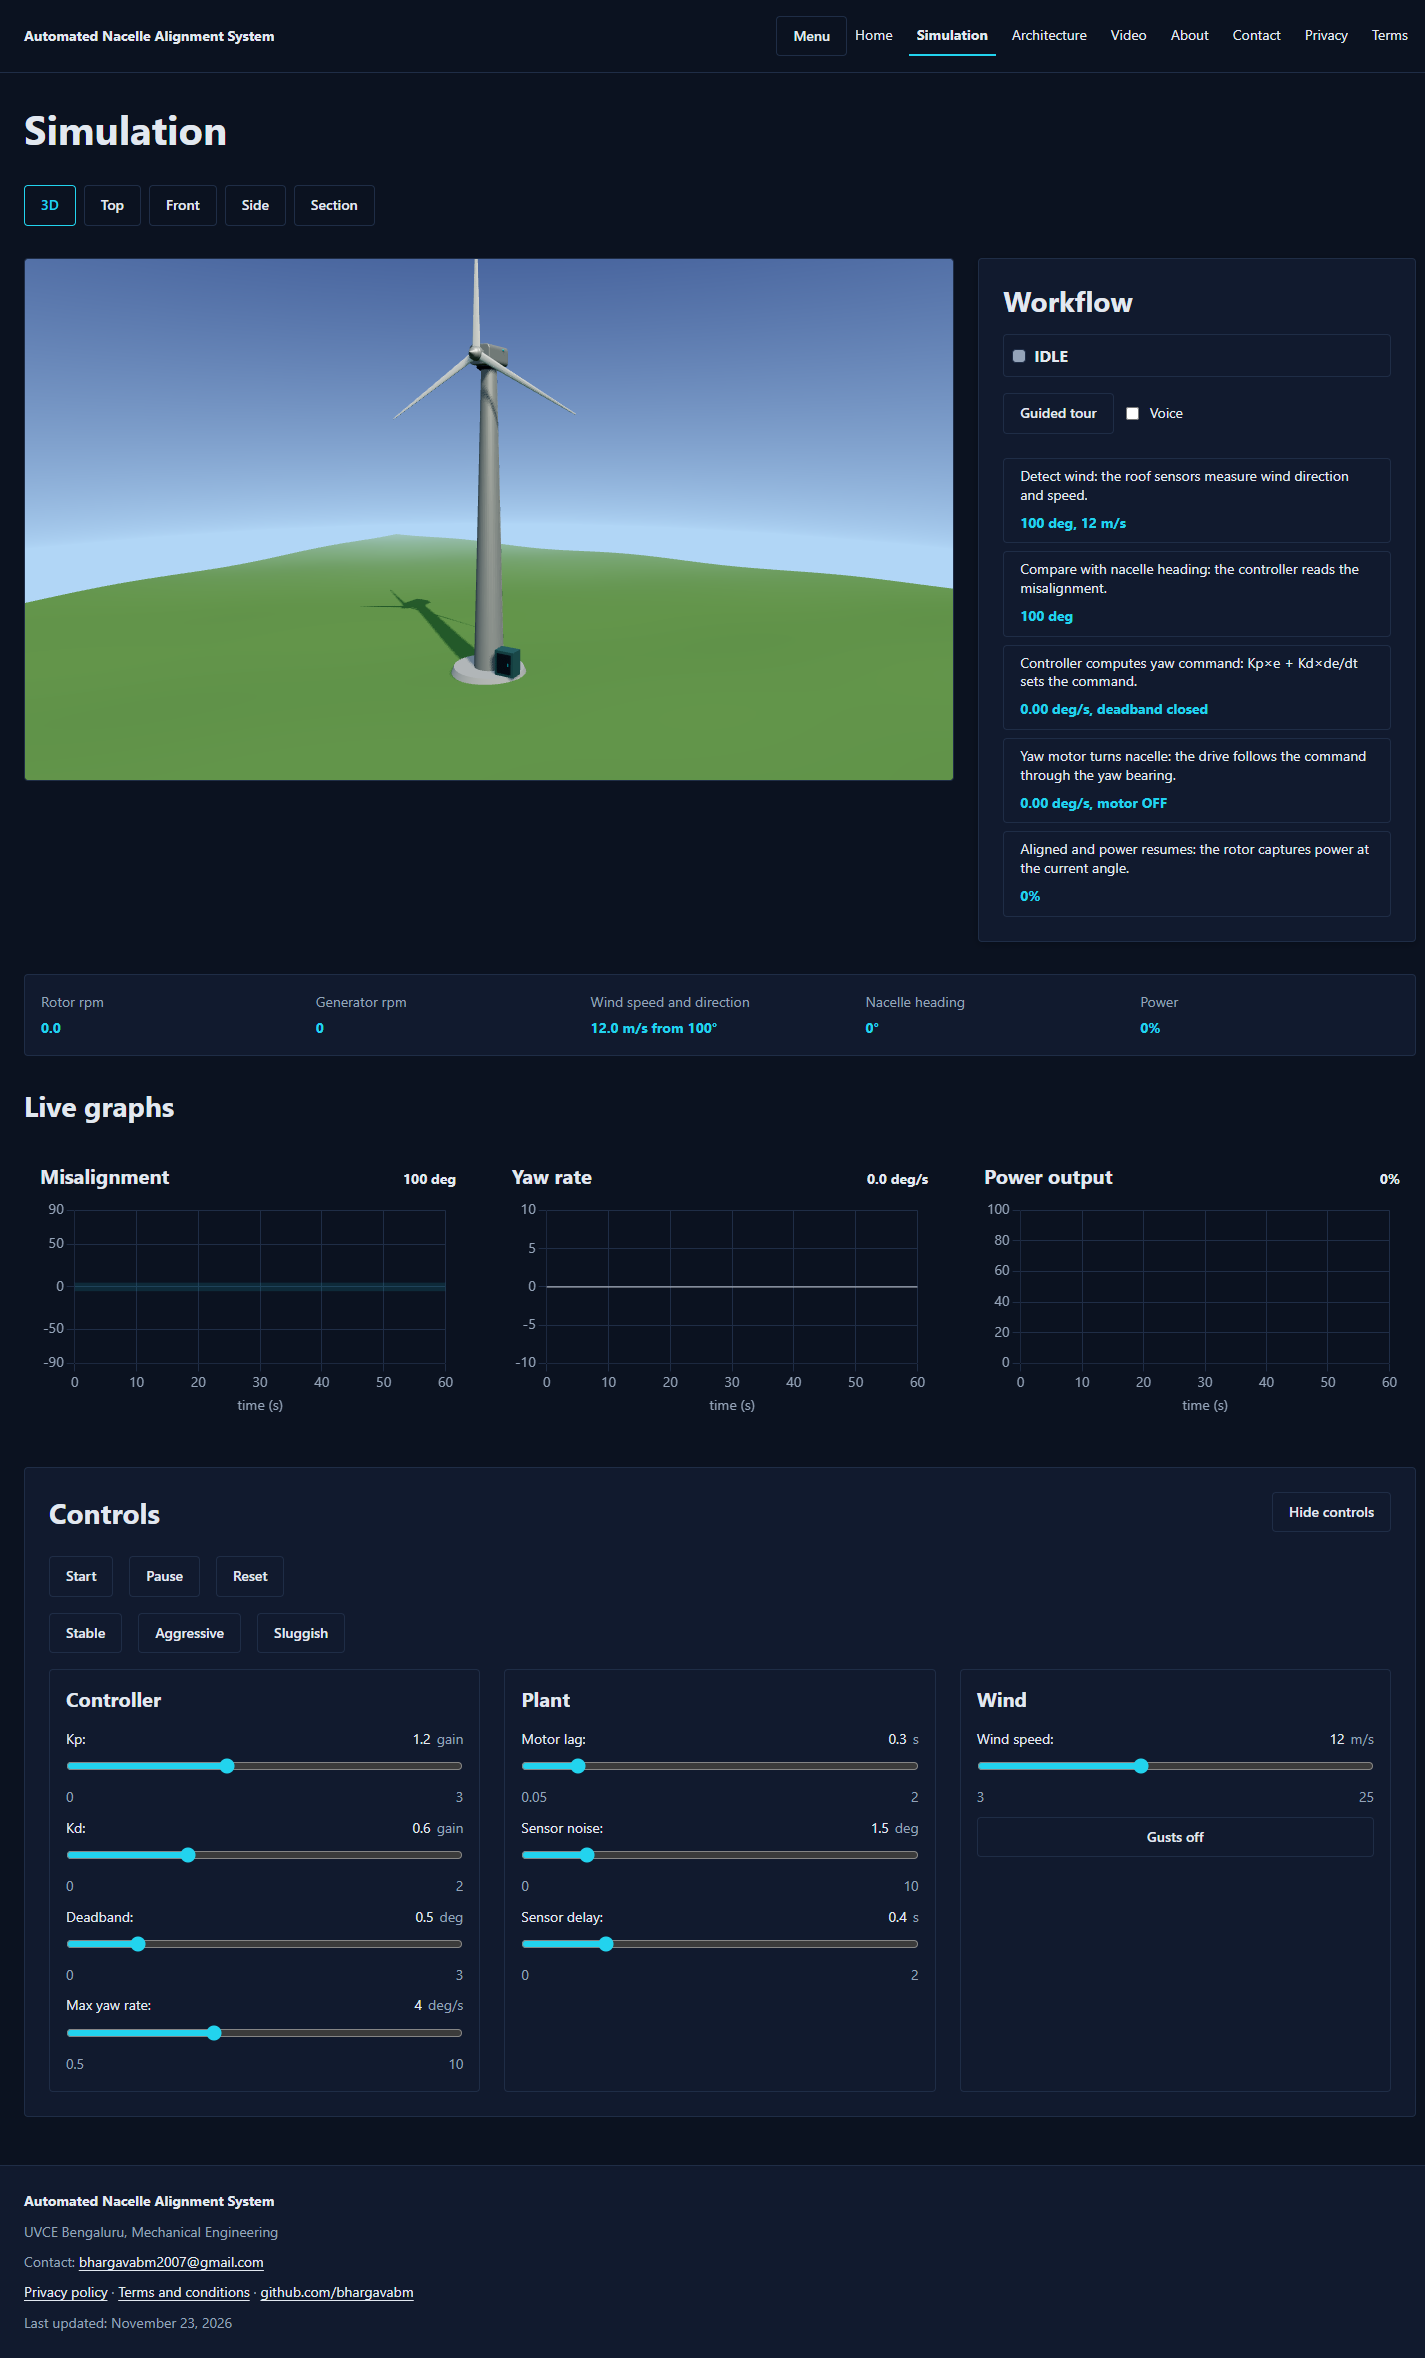 Automated Nacelle Alignment System
Menu
Home
Simulation
Architecture
Video
About
Contact
Privacy
Terms
Simulation
3D
Top
Front
Side
Section
Workflow
IDLE
Guided tour
Voice
Detect wind: the roof sensors measure wind direction
and speed.
100 deg, 12 m/s
Compare with nacelle heading: the controller reads the
misalignment.
100 deg
Controller computes yaw command: Kp×e + Kd×de/dt
sets the command.
0.00 deg/s, deadband closed
Yaw motor turns nacelle: the drive follows the command
through the yaw bearing.
0.00 deg/s, motor OFF
Aligned and power resumes: the rotor captures power at
the current angle.
0%
Rotor rpm
0.0
Generator rpm
0
Wind speed and direction
12.0 m/s from 100°
Nacelle heading
0°
Power
0%
Live graphs
Misalignment
100 deg
90
50
0
-50
-90
0 10 20 30 40 50 60
time (s)
Yaw rate
0.0 deg/s
10
5
0
-5
-10
0 10 20 30 40 50 60
time (s)
Power output
0%
100
80
60
40
20
0
0 10 20 30 40 50 60
time (s)
Controls
Hide controls
Start
Pause
Reset
Stable
Aggressive
Sluggish
Controller
Kp: 1.2 gain
0 3
Kd: 0.6 gain
0 2
Deadband: 0.5 deg
0 3
Max yaw rate: 4 deg/s
0.5 10
Plant
Motor lag: 0.3 s
0.05 2
Sensor noise: 1.5 deg
0 10
Sensor delay: 0.4 s
0 2
Wind
Wind speed: 12 m/s
3 25
Gusts off
Automated Nacelle Alignment System
UVCE Bengaluru, Mechanical Engineering
Contact: bhargavabm2007@gmail.com
Privacy policy · Terms and conditions · github.com/bhargavabm
Last updated: November 23, 2026